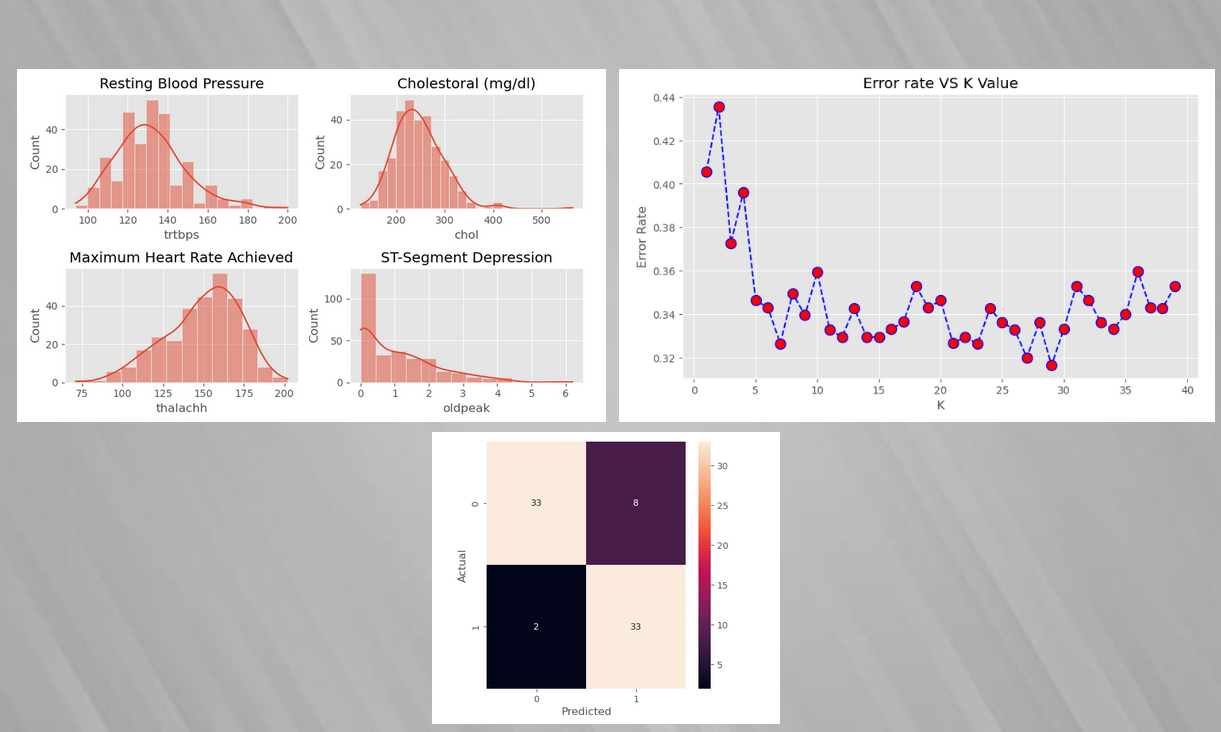 Resting Blood Pressure
Count
40
20
0
100 120 140 160 180 200
trtbps
Cholestoral (mg/dl)
Count
40
20
0
200 300 400 500
chol
Maximum Heart Rate Achieved
Count
40
20
0
75 100 125 150 175 200
thalachh
ST-Segment Depression
Count
100
50
0
0 1 2 3 4 5 6
oldpeak
Error rate VS K Value
Error Rate
0.44
0.42
0.40
0.38
0.36
0.34
0.32
0 5 10 15 20 25 30 35 40
K
Actual
0
1
33 8
2 33
0 1
Predicted
30
25
20
15
10
5